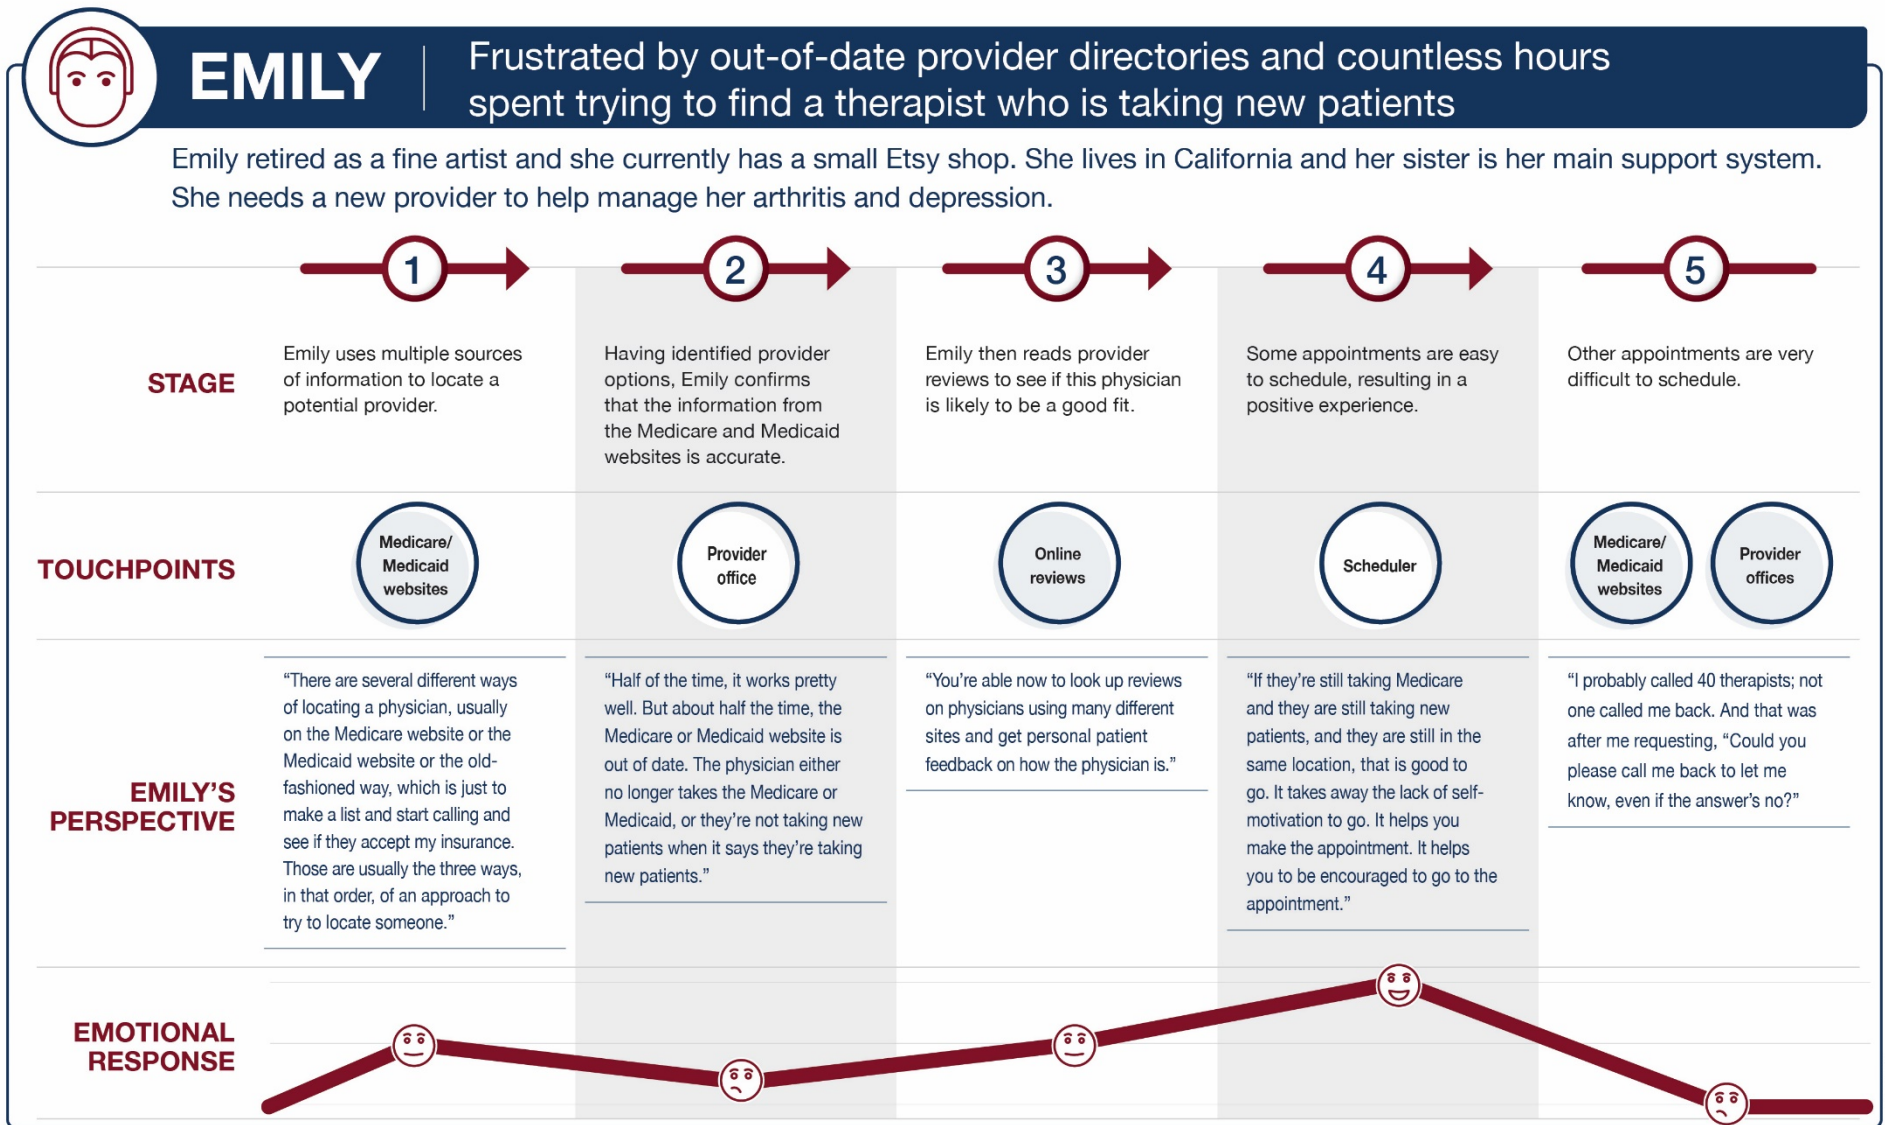 EMILY
Frustrated by out-of-date provider directories and countless hours
spent trying to find a therapist who is taking new patients
Emily retired as a fine artist and she currently has a small Etsy shop. She lives in California and her sister is her main support system.
She needs a new provider to help manage her arthritis and depression.
1
2
3
4
5
STAGE
Emily uses multiple sources
of information to locate a
potential provider.
Having identified provider
options, Emily confirms
that the information from
the Medicare and Medicaid
websites is accurate.
Emily then reads provider
reviews to see if this physician
is likely to be a good fit.
Some appointments are easy
to schedule, resulting in a
positive experience.
Other appointments are very
difficult to schedule.
TOUCHPOINTS
Medicare/
Medicaid
websites
Provider
office
Online
reviews
Scheduler
Medicare/
Medicaid
websites
Provider
offices
EMILY'S
PERSPECTIVE
“There are several different ways
of locating a physician, usually
on the Medicare website or the
Medicaid website or the old-
fashioned way, which is just to
make a list and start calling and
see if they accept my insurance.
Those are usually the three ways,
in that order, of an approach to
try to locate someone.”
“Half of the time, it works pretty
well. But about half the time, the
Medicare or Medicaid website is
out of date. The physician either
no longer takes the Medicare or
Medicaid, or they’re not taking new
patients when it says they’re taking
new patients.”
“You’re able now to look up reviews
on physicians using many different
sites and get personal patient
feedback on how the physician is.”
“If they’re still taking Medicare
and they are still taking new
patients, and they are still in the
same location, that is good to
go. It takes away the lack of self-
motivation to go. It helps you
make the appointment. It helps
you to be encouraged to go to the
appointment.”
“I probably called 40 therapists; not
one called me back. And that was
after me requesting, “Could you
please call me back to let me
know, even if the answer’s no?”
EMOTIONAL
RESPONSE